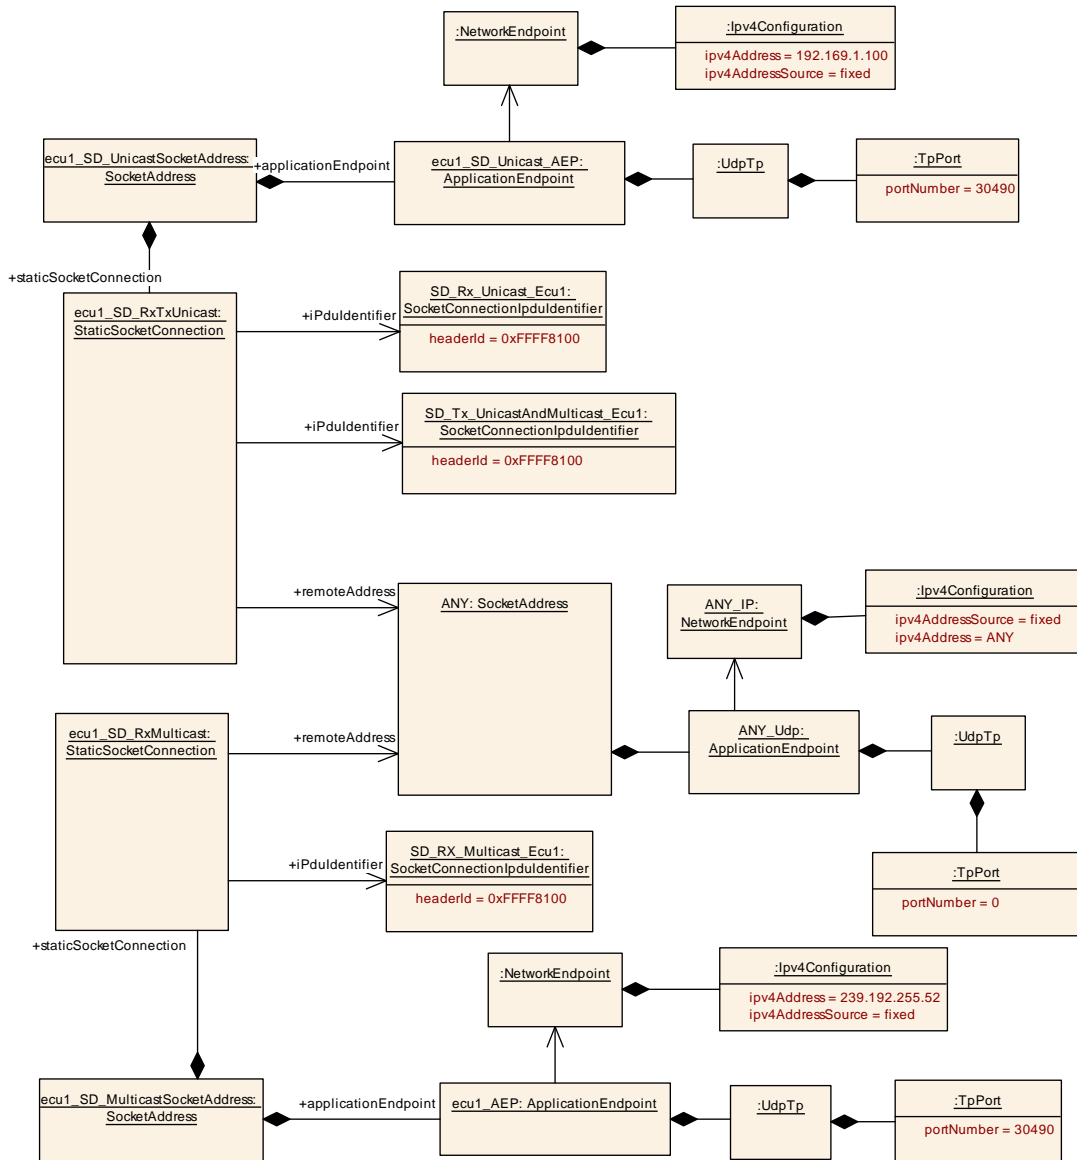 :NetworkEndpoint
:Ipv4Configuration
ipv4Address = 192.169.1.100
ipv4AddressSource = fixed
ecu1_SD_UnicastSocketAddress:
SocketAddress
+applicationEndpoint
ecu1_SD_Unicast_AEP:
ApplicationEndpoint
:UdpTp
:TpPort
portNumber = 30490
+staticSocketConnection
ecu1_SD_RxTxUnicast:
StaticSocketConnection
+iPduIdentifier
SD_Rx_Unicast_Ecu1:
SocketConnectionIpduIdentifier
headerId = 0xFFFF8100
+iPduIdentifier
SD_Tx_UnicastAndMulticast_Ecu1:
SocketConnectionIpduIdentifier
headerId = 0xFFFF8100
+remoteAddress
ANY: SocketAddress
ANY_IP:
NetworkEndpoint
:Ipv4Configuration
ipv4AddressSource = fixed
ipv4Address = ANY
ecu1_SD_RxMulticast:
StaticSocketConnection
+remoteAddress
ANY_Udp:
ApplicationEndpoint
:UdpTp
+iPduIdentifier
SD_RX_Multicast_Ecu1:
SocketConnectionIpduIdentifier
headerId = 0xFFFF8100
:TpPort
portNumber = 0
+staticSocketConnection
:NetworkEndpoint
:Ipv4Configuration
ipv4Address = 239.192.255.52
ipv4AddressSource = fixed
ecu1_SD_MulticastSocketAddress:
SocketAddress
+applicationEndpoint
ecu1_AEP: ApplicationEndpoint
:UdpTp
:TpPort
portNumber = 30490